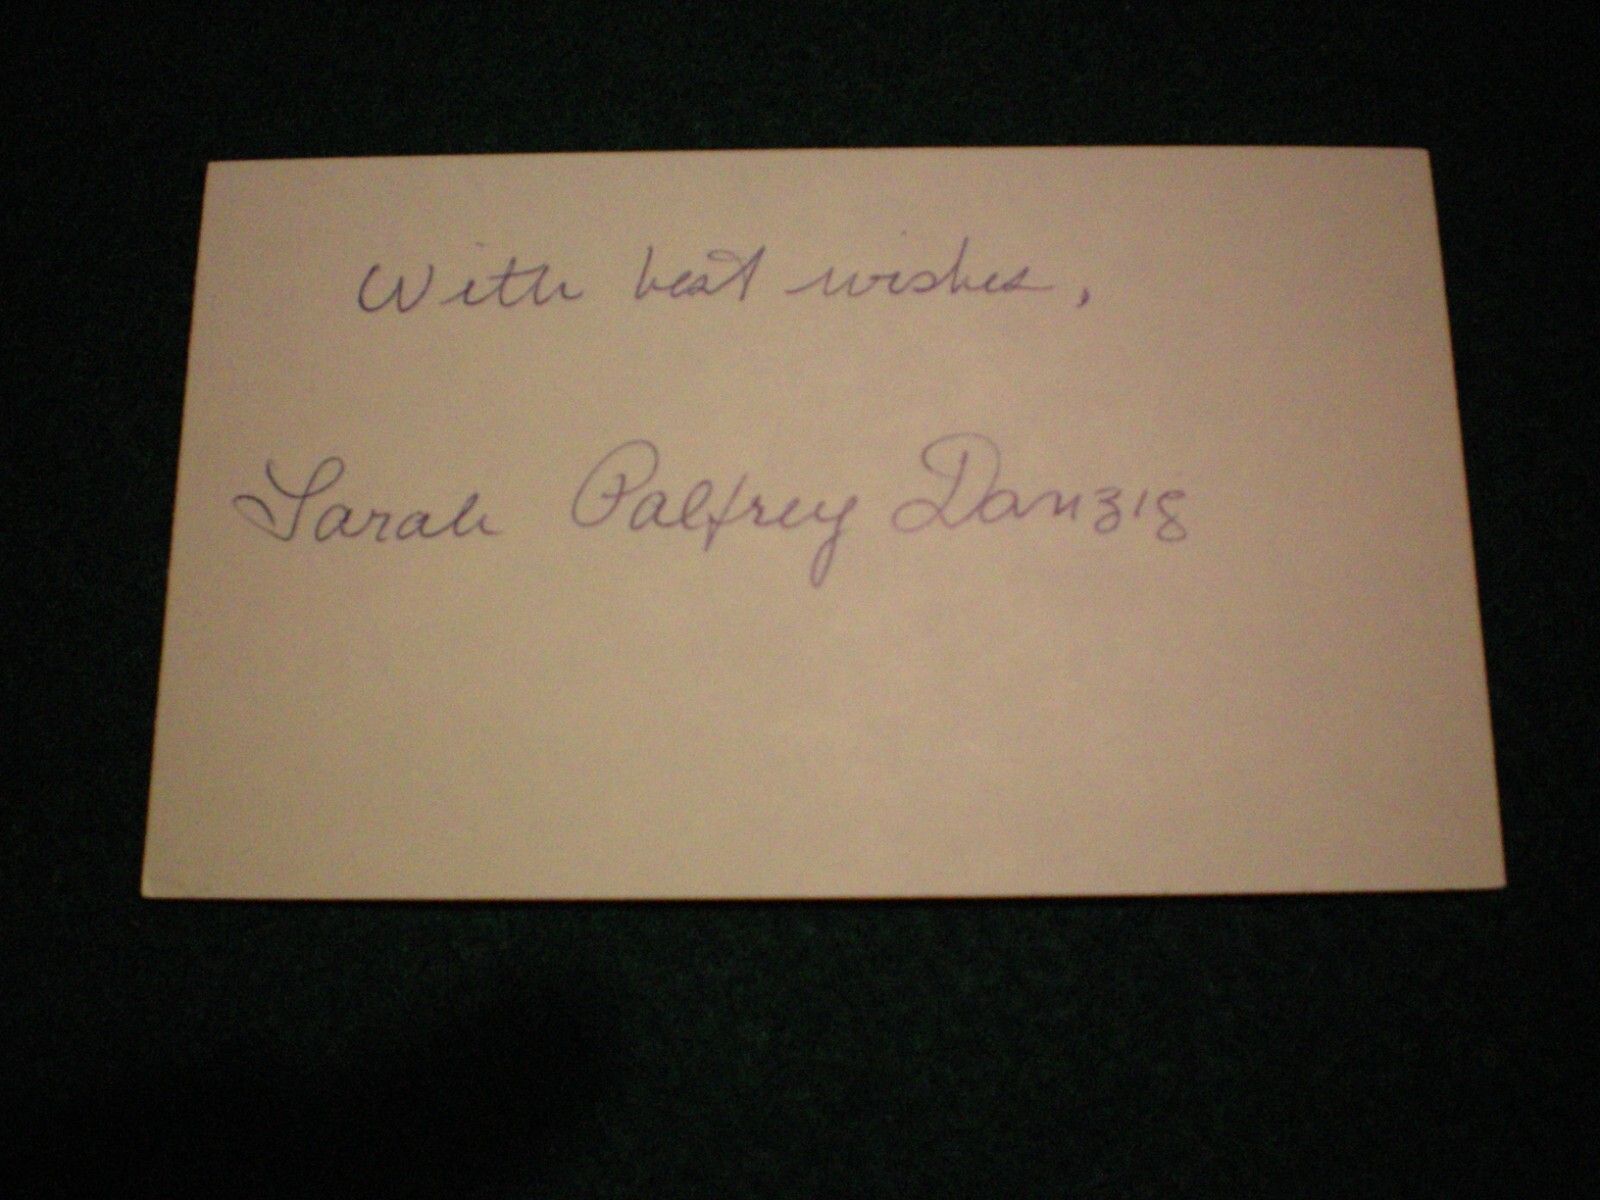 With best wishes,
Sarah Palfrey Danzig